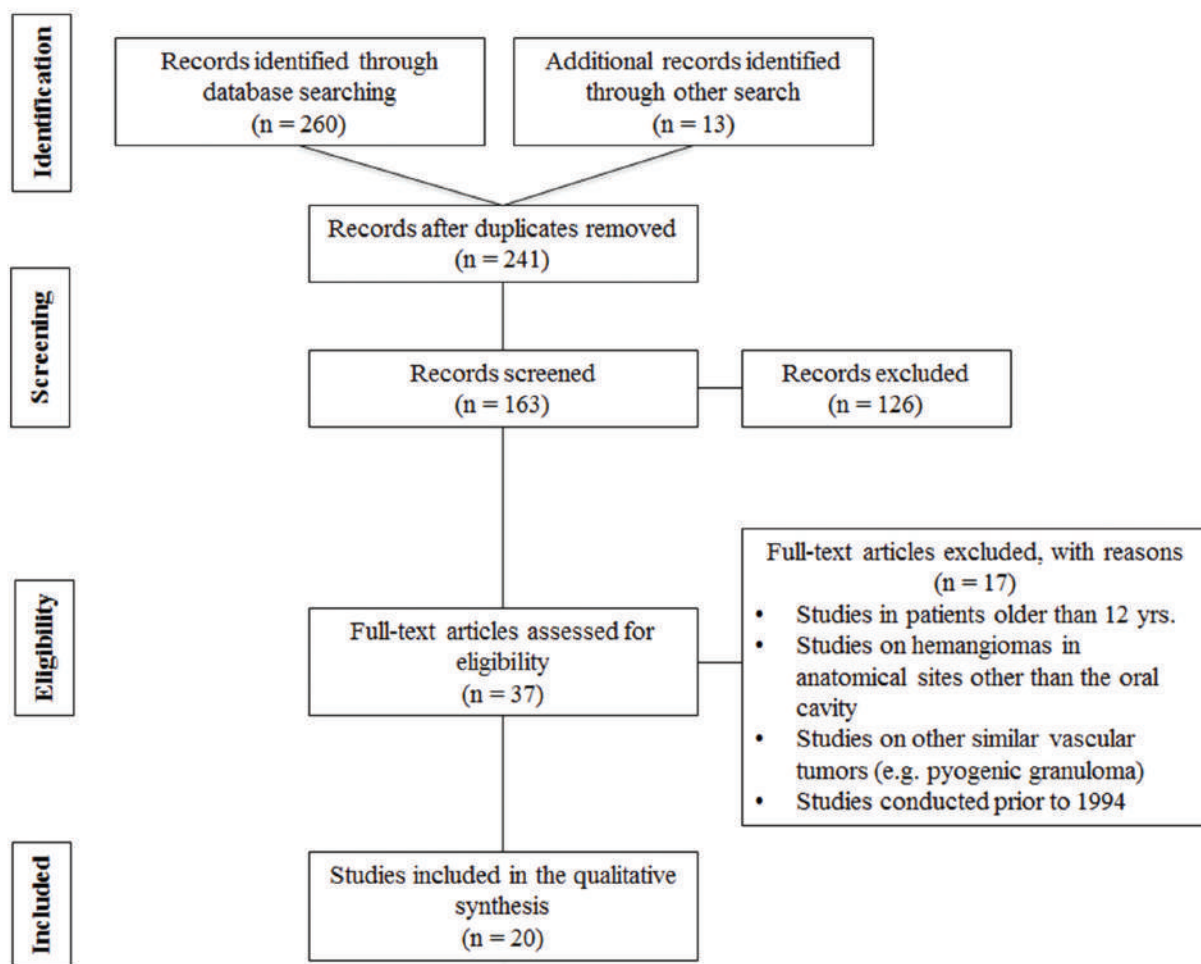 Identification
Records identified through
database searching
(n = 260)
Additional records identified
through other search
(n = 13)
Records after duplicates removed
(n = 241)
Screening
Records screened
(n = 163)
Records excluded
(n = 126)
Eligibility
Full-text articles assessed for
eligibility
(n = 37)
Full-text articles excluded, with reasons
(n = 17)
• Studies in patients older than 12 yrs.
• Studies on hemangiomas in
anatomical sites other than the oral
cavity
• Studies on other similar vascular
tumors (e.g. pyogenic granuloma)
• Studies conducted prior to 1994
Included
Studies included in the qualitative
synthesis
(n = 20)